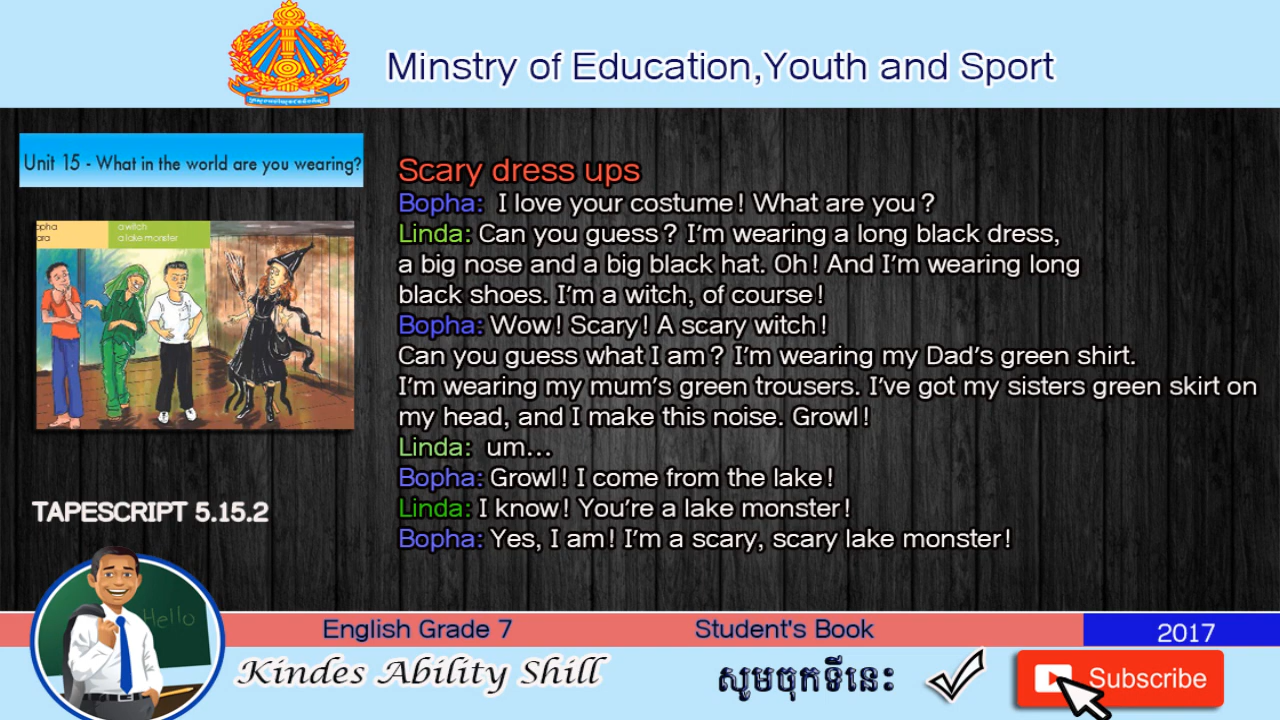 Minstry of Education,Youth and Sport
Unit 15 - What in the world are you wearing?
opha
ara
a witch
a lake monster
Scary dress ups
Bopha: I love your costume! What are you?
Linda: Can you guess? I'm wearing a long black dress,
a big nose and a big black hat. Oh! And I'm wearing long
black shoes. I'm a witch, of course!
Bopha: Wow! Scary! A scary witch!
Can you guess what I am? I'm wearing my Dad's green shirt.
I'm wearing my mum's green trousers. I've got my sisters green skirt on
my head, and I make this noise. Growl!
Linda: um...
Bopha: Growl! I come from the lake!
Linda: I know! You're a lake monster!
Bopha: Yes, I am! I'm a scary, scary lake monster!
TAPESCRIPT 5.15.2
Hello
English Grade 7
Student's Book
2017
Kindes Ability Shill
សូមចុកទីនេះ
Subscribe